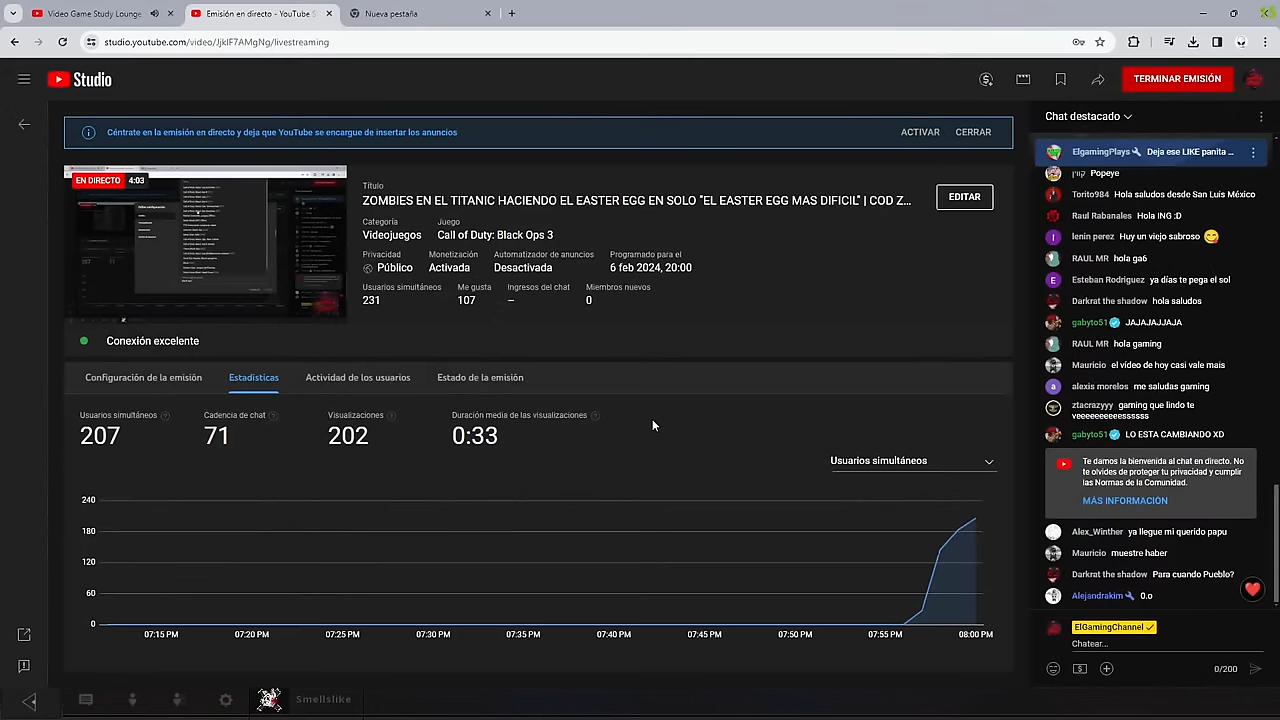 Video Game Study Lounge
Emisión en directo - YouTube S
Nueva pestaña
studio.youtube.com/video/JjkIF7AMgNg/livestreaming
Studio
TERMINAR EMISIÓN
Céntrate en la emisión en directo y deja que YouTube se encargue de insertar los anuncios
ACTIVAR
CERRAR
EN DIRECTO 4:03
Título
ZOMBIES EN EL TITANIC HACIENDO EL EASTER EGG EN SOLO "EL EASTER EGG MAS DIFICIL" | COD Z...
EDITAR
Categoría
Juego
Videojuegos
Call of Duty: Black Ops 3
Privacidad
Monetización
Automatizador de anuncios
Programado para el
Público
Activada
Desactivada
6 feb 2024, 20:00
Usuarios simultáneos
Me gusta
Ingresos del chat
Miembros nuevos
231
107
–
0
Conexión excelente
Configuración de la emisión
Estadísticas
Actividad de los usuarios
Estado de la emisión
Usuarios simultáneos
Cadencia de chat
Visualizaciones
Duración media de las visualizaciones
207
71
202
0:33
Usuarios simultáneos
240
180
120
60
0
07:15 PM
07:20 PM
07:25 PM
07:30 PM
07:35 PM
07:40 PM
07:45 PM
07:50 PM
07:55 PM
08:00 PM
Chat destacado
ElgamingPlays Deja ese LIKE panita ...
Popeye
Torito984 Hola saludos desde San Luis México
Raul Rabanales Hola ING :D
lenin perez Huy un viejo sabroso 😋
RAUL MR hola ga6
Esteban Rodriguez ya días te pega el sol
Darkrat the shadow hola saludos
gabyto51 JAJAJAJJAJA
RAUL MR hola gaming
Mauricio el vídeo de hoy casi vale mais
alexis morelos me saludas gaming
ztacrazyyy gaming que lindo te
veeeeeeeeeessssss
gabyto51 LO ESTA CAMBIANDO XD
Te damos la bienvenida al chat en directo. No
te olvides de proteger tu privacidad y cumplir
las Normas de la Comunidad.
MÁS INFORMACIÓN
Alex_Winther ya llegue mi querido papu
Mauricio muestre haber
Darkrat the shadow Para cuando Pueblo?
Alejandrakim 0.o
ElGamingChannel
Chatear...
0/200
Smellslike